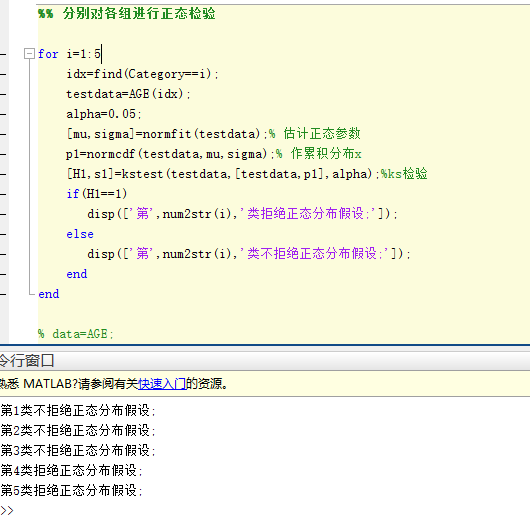 %% 分别对各组进行正态检验
for i=1:5
idx=find(Category==i);
testdata=AGE(idx);
alpha=0.05;
[mu,sigma]=normfit(testdata);% 估计正态参数
p1=normcdf(testdata,mu,sigma);% 作累积分布x
[H1,s1]=kstest(testdata,[testdata,p1],alpha);%ks检验
if(H1==1)
disp(['第',num2str(i),'类拒绝正态分布假设;']);
else
disp(['第',num2str(i),'类不拒绝正态分布假设;']);
end
end
% data=AGE;
令行窗口
熟悉 MATLAB?请参阅有关快速入门的资源。
第1类不拒绝正态分布假设;
第2类不拒绝正态分布假设;
第3类不拒绝正态分布假设;
第4类拒绝正态分布假设;
第5类拒绝正态分布假设;
>>